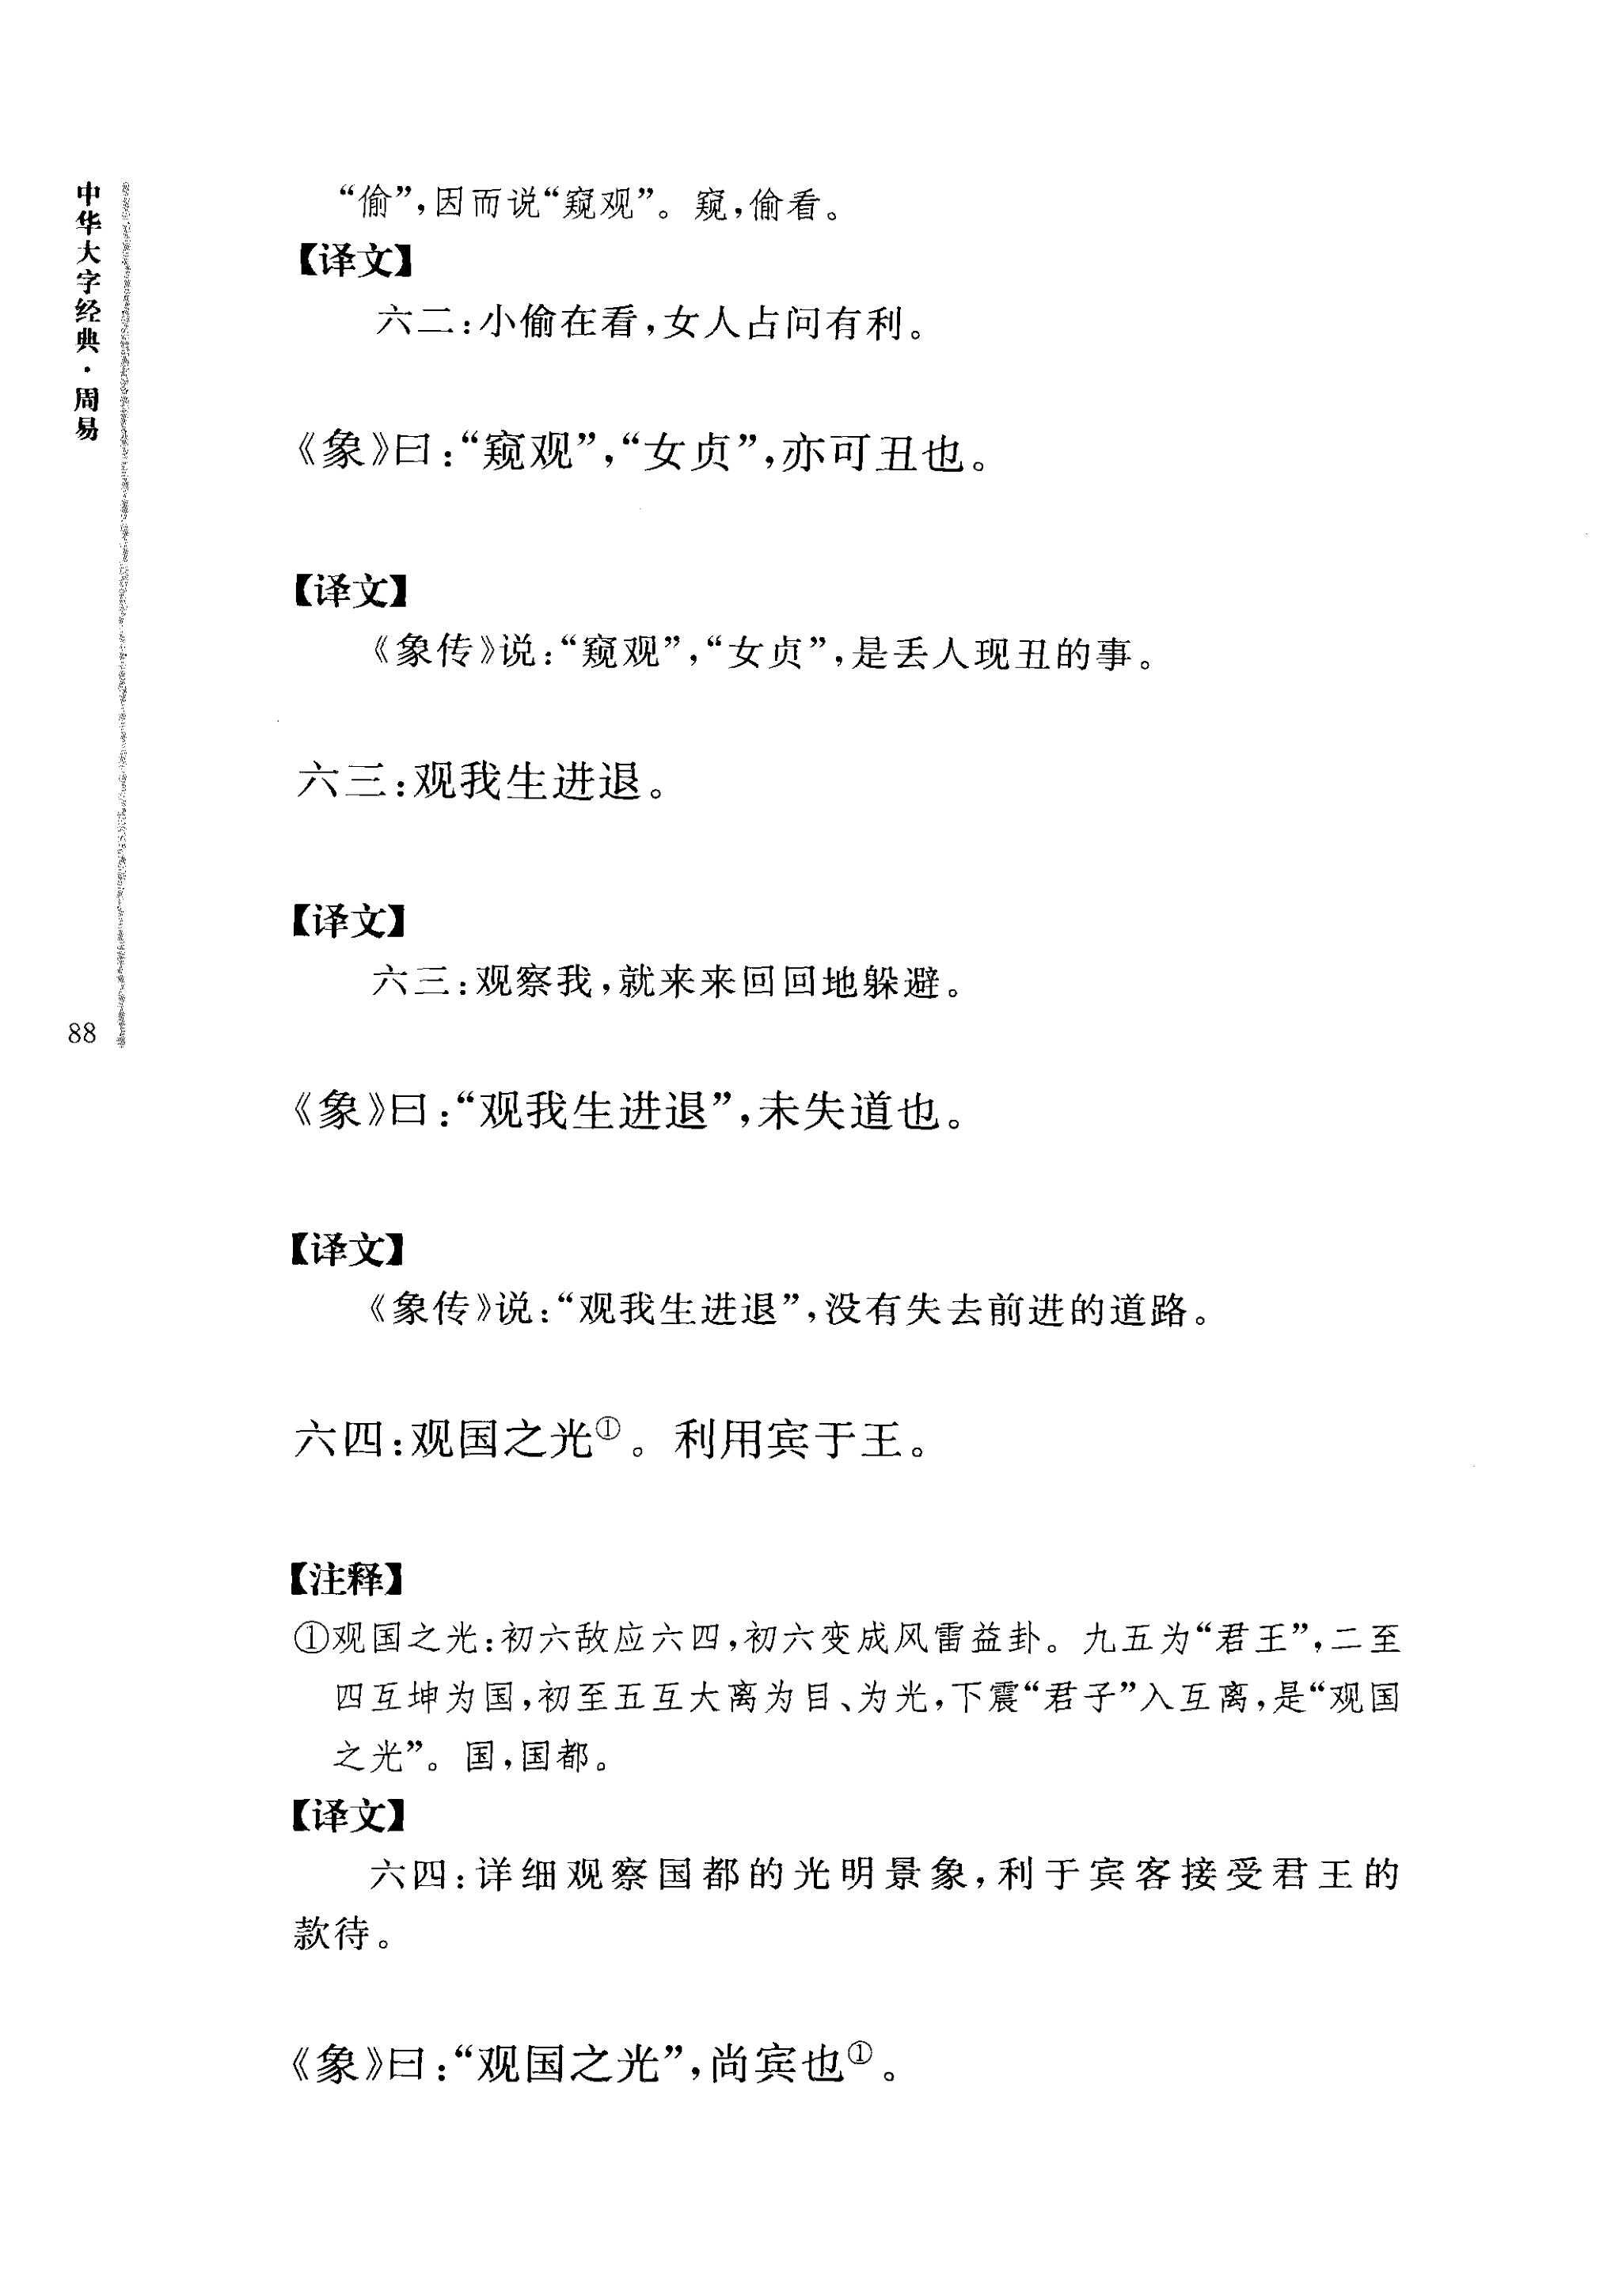 中华大字经典·周易
88
“偷”,因而说“窥观”。窥,偷看。
【译文】
六二:小偷在看,女人占问有利。
《象》曰:“窥观”,“女贞”,亦可丑也。
【译文】
《象传》说:“窥观”,“女贞”,是丢人现丑的事。
六三:观我生进退。
【译文】
六三:观察我,就来来回回地躲避。
《象》曰:“观我生进退”,未失道也。
【译文】
《象传》说:“观我生进退”,没有失去前进的道路。
六四:观国之光①。利用宾于王。
【注释】
①观国之光:初六敌应六四,初六变成风雷益卦。九五为“君王”,二至
四互坤为国,初至五互大离为目、为光,下震“君子”入互离,是“观国
之光”。国,国都。
【译文】
六四:详细观察国都的光明景象,利于宾客接受君王的
款待。
《象》曰:“观国之光”,尚宾也①。